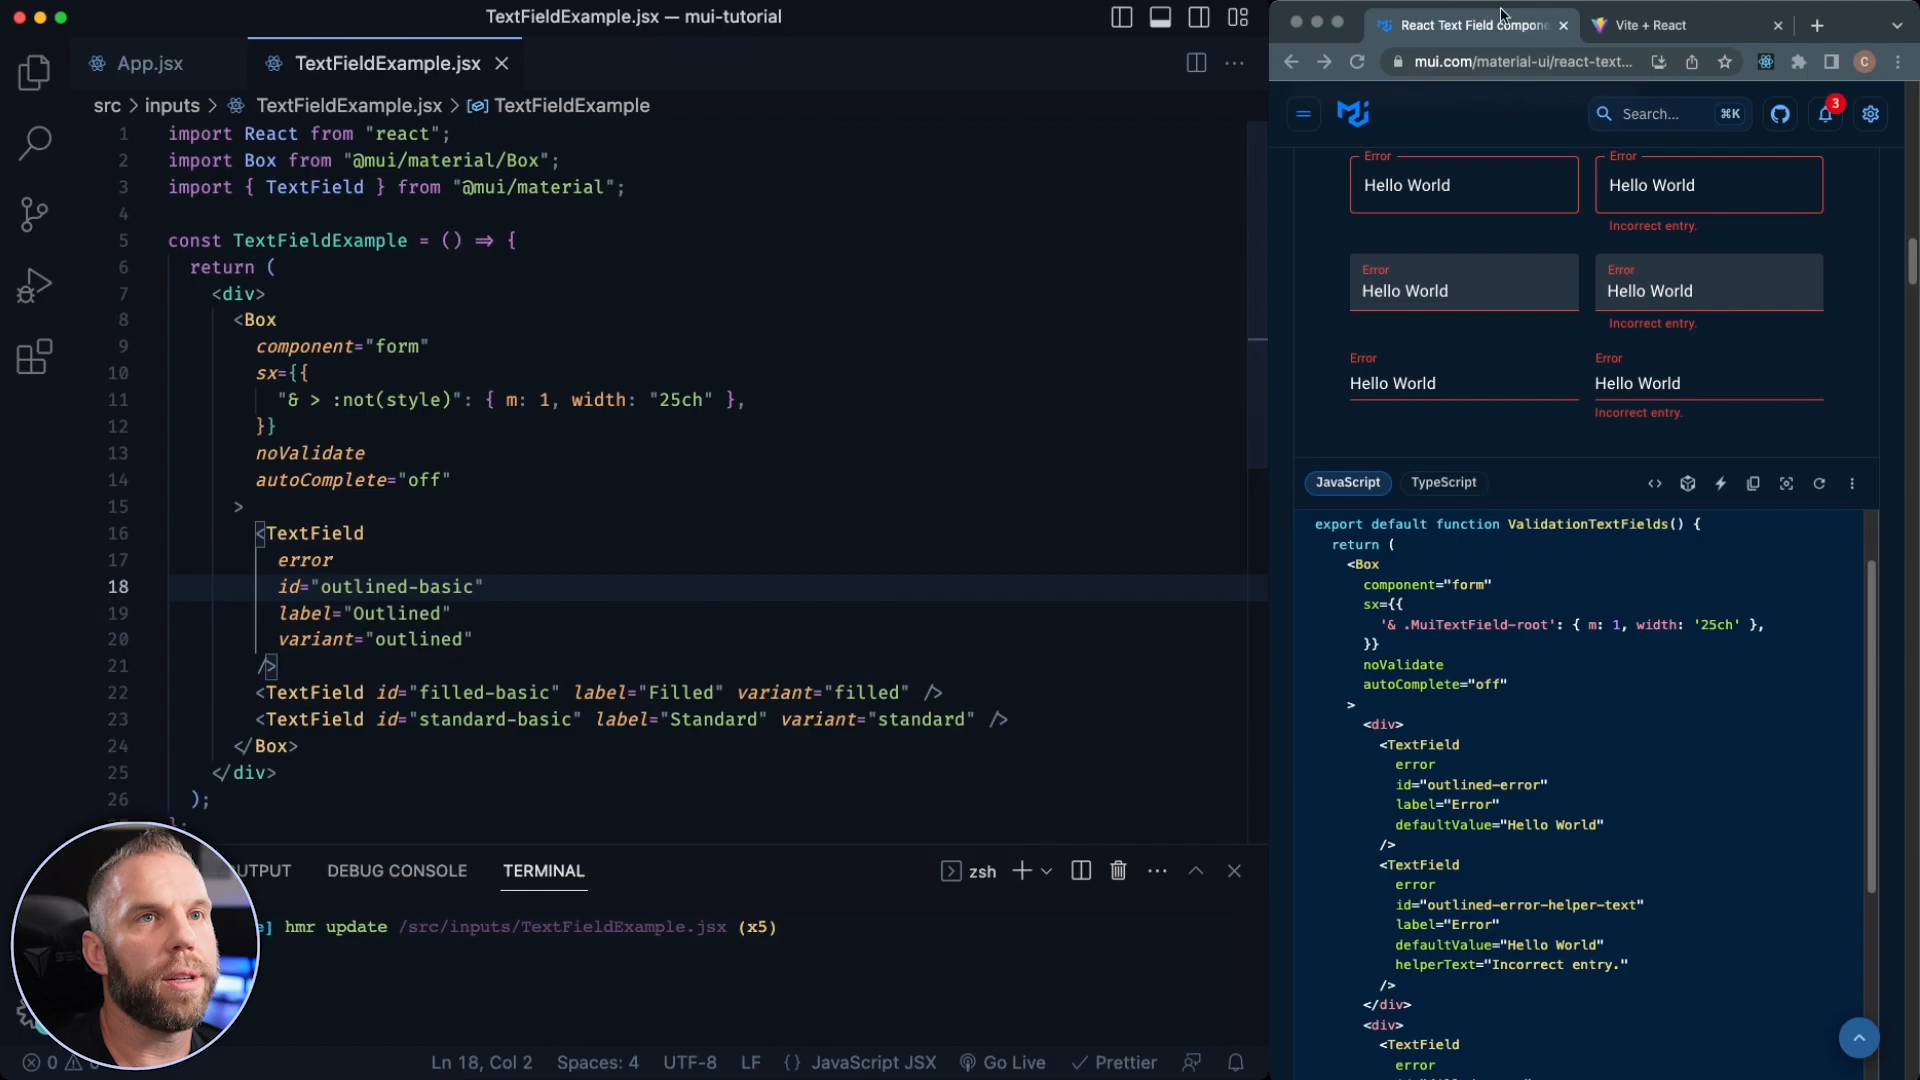 TextFieldExample.jsx — mui-tutorial
App.jsx
TextFieldExample.jsx
src > inputs > TextFieldExample.jsx > TextFieldExample
1 import React from "react";
2 import Box from "@mui/material/Box";
3 import { TextField } from "@mui/material";
4
5 const TextFieldExample = () => {
6 return (
7 <div>
8 <Box
9 component="form"
10 sx={{
11 "& > :not(style)": { m: 1, width: "25ch" },
12 }}
13 noValidate
14 autoComplete="off"
15 >
16 <TextField
17 error
18 id="outlined-basic"
19 label="Outlined"
20 variant="outlined"
21 />
22 <TextField id="filled-basic" label="Filled" variant="filled" />
23 <TextField id="standard-basic" label="Standard" variant="standard" />
24 </Box>
25 </div>
26 );
};
UTPUT
DEBUG CONSOLE
TERMINAL
zsh
e] hmr update /src/inputs/TextFieldExample.jsx (x5)
0
Ln 18, Col 2
Spaces: 4
UTF-8
LF
{ } JavaScript JSX
Go Live
Prettier
React Text Field compone
Vite + React
mui.com/material-ui/react-text...
C
Search...
⌘K
3
Error
Hello World
Error
Hello World
Incorrect entry.
Error
Hello World
Error
Hello World
Incorrect entry.
Error
Hello World
Error
Hello World
Incorrect entry.
JavaScript
TypeScript
export default function ValidationTextFields() {
return (
<Box
component="form"
sx={{
'& .MuiTextField-root': { m: 1, width: '25ch' },
}}
noValidate
autoComplete="off"
>
<div>
<TextField
error
id="outlined-error"
label="Error"
defaultValue="Hello World"
/>
<TextField
error
id="outlined-error-helper-text"
label="Error"
defaultValue="Hello World"
helperText="Incorrect entry."
/>
</div>
<div>
<TextField
error